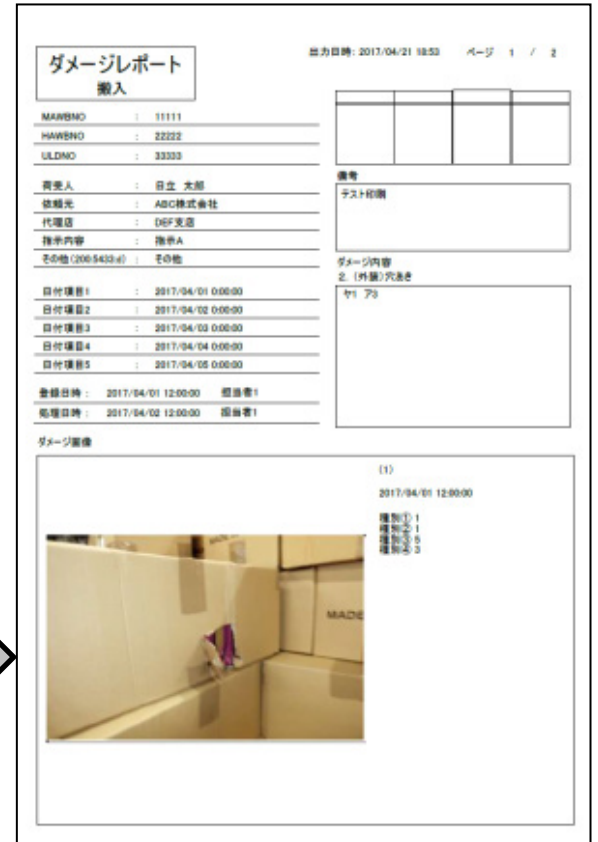 ダメージレポート
搬入
出力日時: 2017/04/21 18:53 ページ 1 / 2
MAWBNO : 11111
HAWBNO : 22222
ULDNO : 33333
荷受人 : 日立 太郎
依頼元 : ABC株式会社
代理店 : DEF支店
指示内容 : 指示A
その他(200.5433:d) : その他
日付項目1 : 2017/04/01 0:00:00
日付項目2 : 2017/04/02 0:00:00
日付項目3 : 2017/04/03 0:00:00
日付項目4 : 2017/04/04 0:00:00
日付項目5 : 2017/04/05 0:00:00
登録日時 : 2017/04/01 12:00:00 担当者1
処理日時 : 2017/04/02 12:00:00 担当者1
備考
テスト印刷
ダメージ内容
2. (外装)穴あき
ヤ1 ア3
ダメージ画像
(1)
2017/04/01 12:00:00
種別① 1
種別② 1
種別③ 5
種別④ 3
MADE